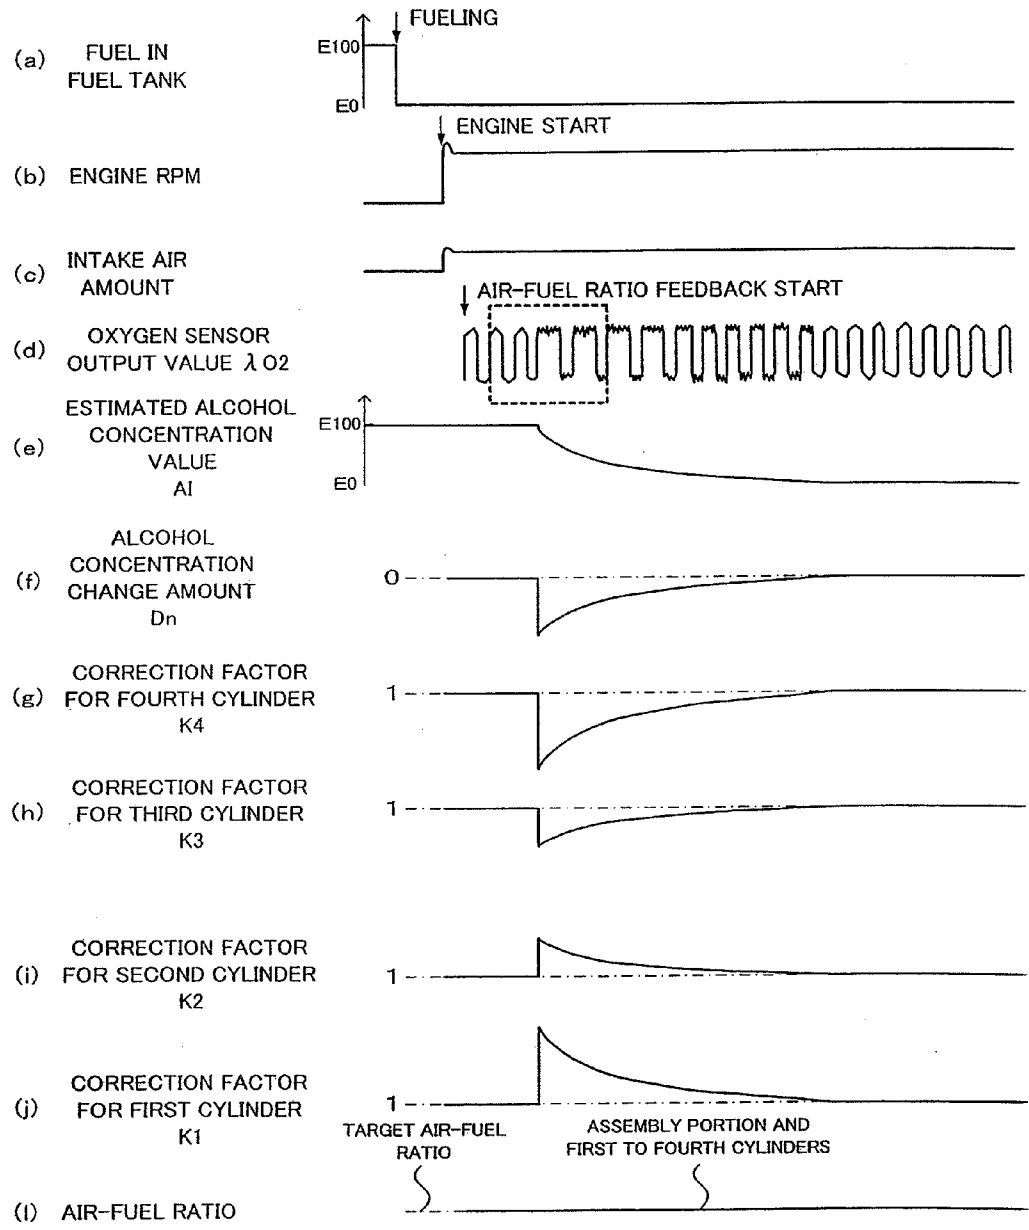 FUELING
(a) FUEL IN
FUEL TANK
E100
E0
ENGINE START
(b) ENGINE RPM
(c) INTAKE AIR
AMOUNT
AIR-FUEL RATIO FEEDBACK START
(d) OXYGEN SENSOR
OUTPUT VALUE λ O2
(e) ESTIMATED ALCOHOL
CONCENTRATION
VALUE
Al
E100
E0
(f) ALCOHOL
CONCENTRATION
CHANGE AMOUNT
Dn
0
(g) CORRECTION FACTOR
FOR FOURTH CYLINDER
K4
1
(h) CORRECTION FACTOR
FOR THIRD CYLINDER
K3
1
(i) CORRECTION FACTOR
FOR SECOND CYLINDER
K2
1
(j) CORRECTION FACTOR
FOR FIRST CYLINDER
K1
1
TARGET AIR-FUEL
RATIO
ASSEMBLY PORTION AND
FIRST TO FOURTH CYLINDERS
(l) AIR-FUEL RATIO